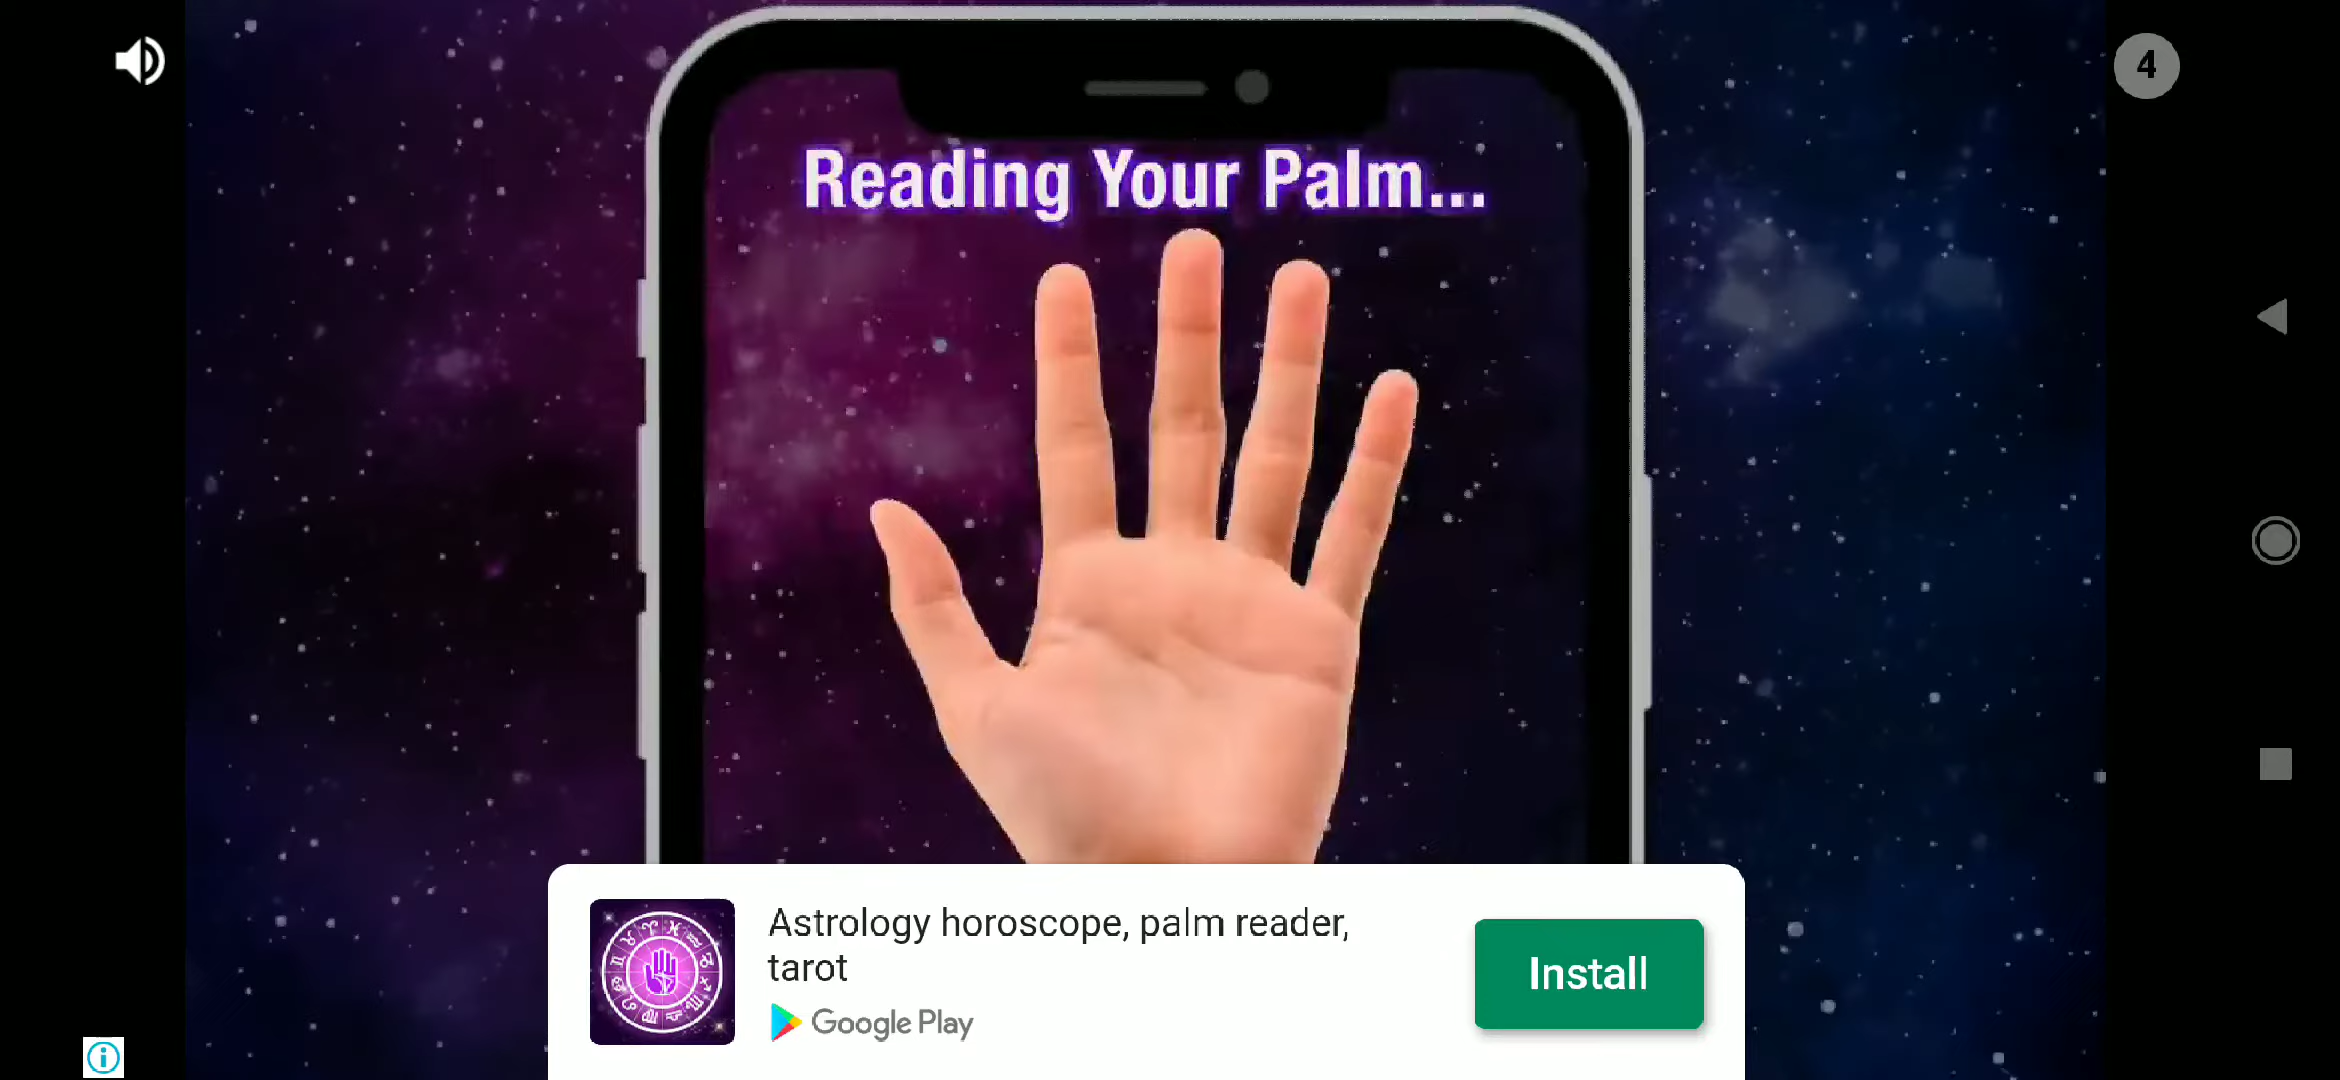 4
Reading Your Palm...
Astrology horoscope, palm reader,
tarot
Google Play
Install